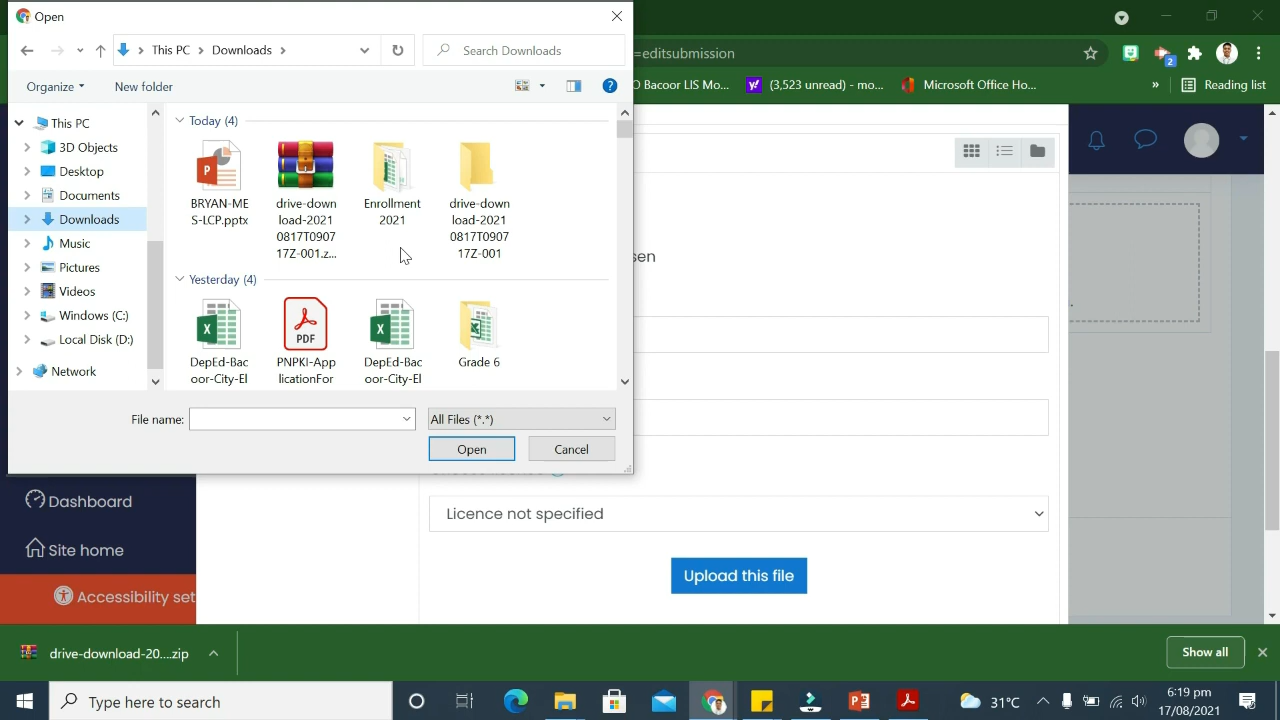 Open
This PC
Downloads
Search Downloads
=editsubmission
2
Organize
New folder
?
O Bacoor LIS Mo...
(3,523 unread) - mo...
Microsoft Office Ho...
»
Reading list
This PC
3D Objects
Desktop
Documents
Downloads
Music
Pictures
Videos
Windows (C:)
Local Disk (D:)
Network
Today (4)
BRYAN-ME
S-LCP.pptx
drive-down
load-2021
0817T0907
17Z-001.z...
Enrollment
2021
drive-down
load-2021
0817T0907
17Z-001
Yesterday (4)
DepEd-Bac
oor-City-El
PDF
PNPKI-App
licationFor
DepEd-Bac
oor-City-El
Grade 6
File name:
All Files (*.*)
Open
Cancel
sen
Licence not specified
Upload this file
Dashboard
Site home
Accessibility set
drive-download-20....zip
Show all
Type here to search
31°C
6:19 pm
17/08/2021